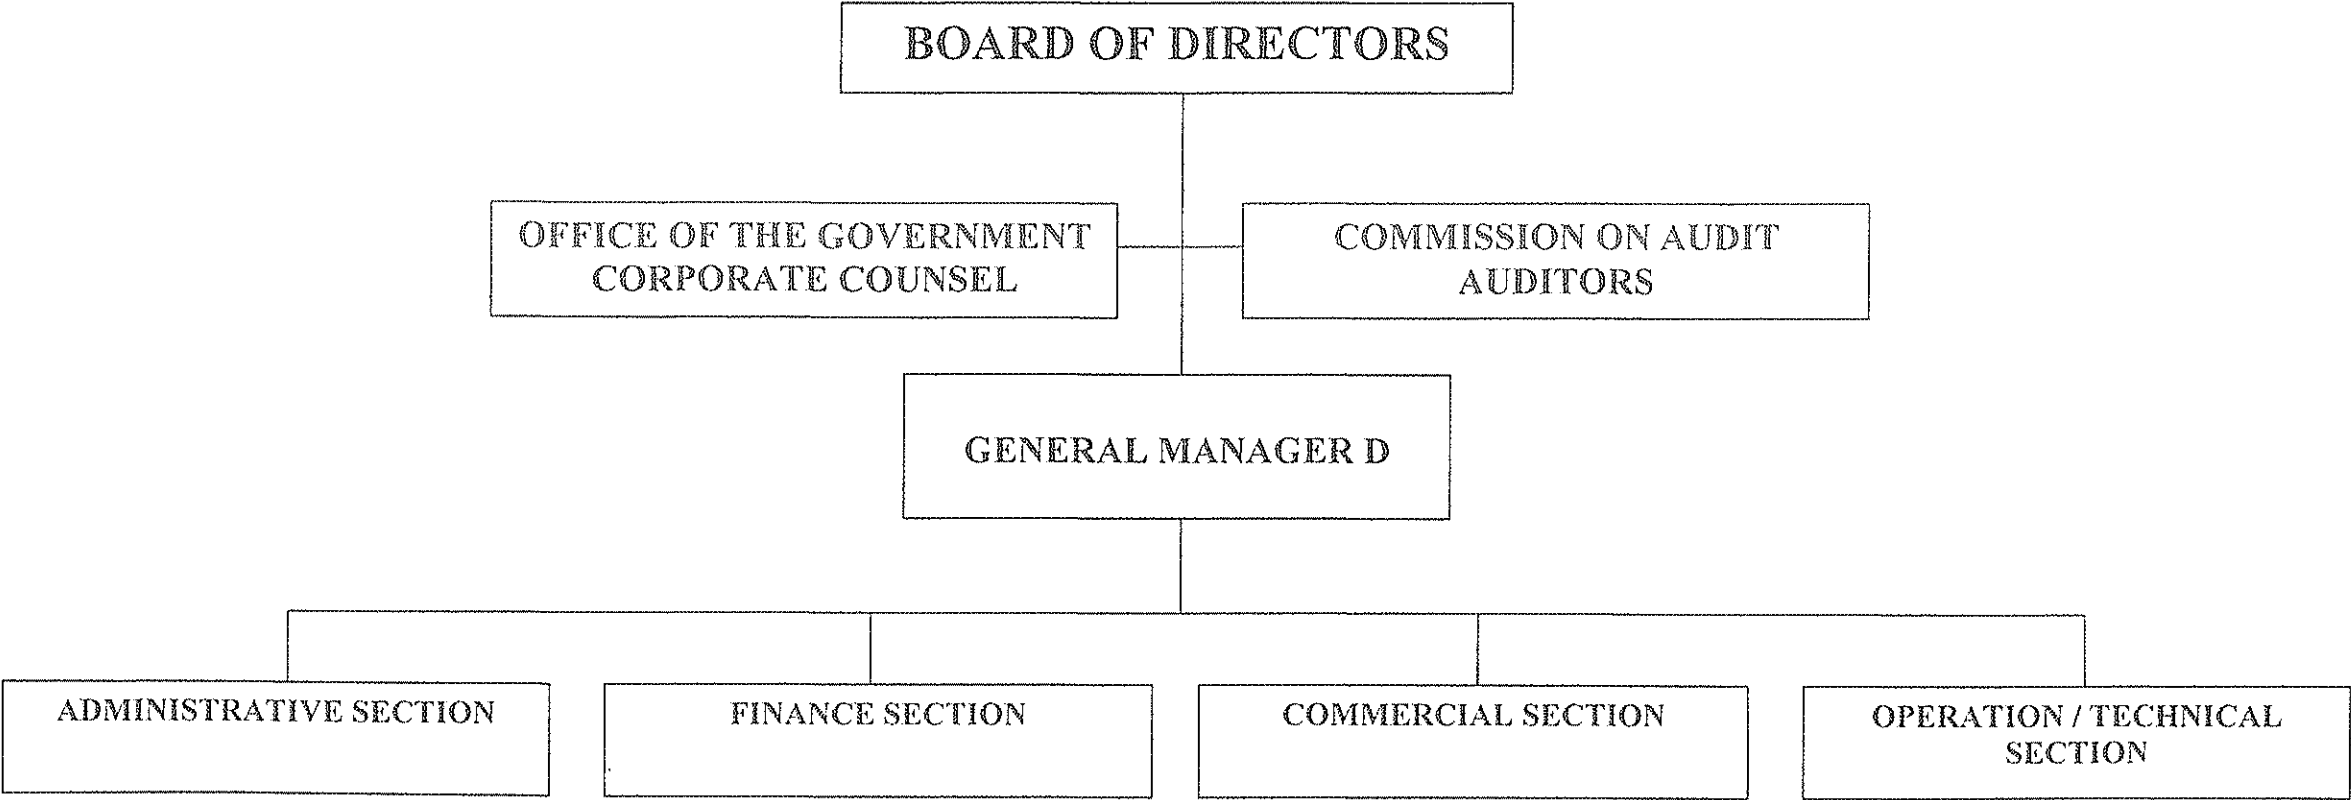 BOARD OF DIRECTORS
OFFICE OF THE GOVERNMENT
CORPORATE COUNSEL
COMMISSION ON AUDIT
AUDITORS
GENERAL MANAGER D
ADMINISTRATIVE SECTION
FINANCE SECTION
COMMERCIAL SECTION
OPERATION / TECHNICAL
SECTION